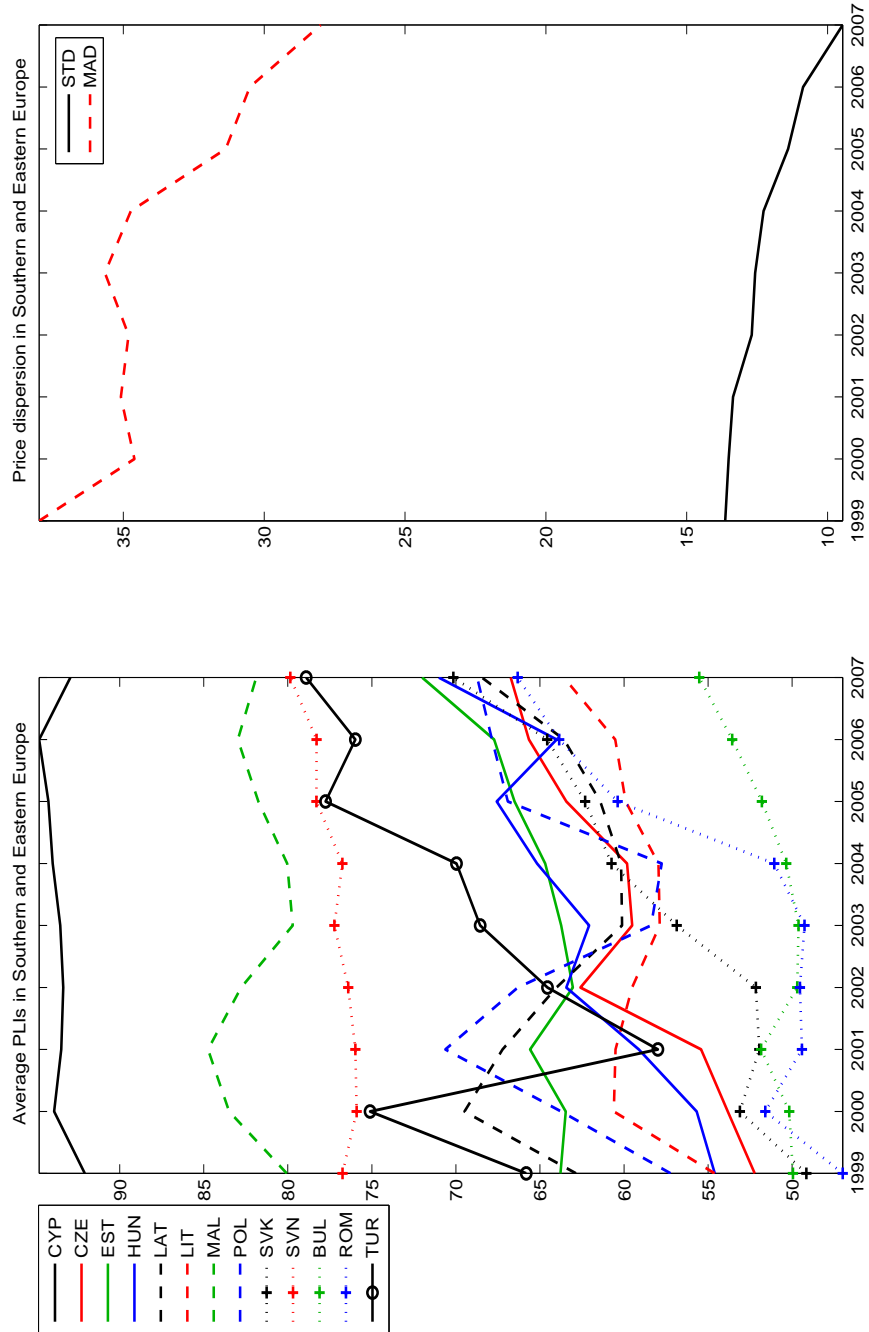 Average PLIs in Southern and Eastern Europe
90
85
80
75
70
65
60
55
50
1999
2000
2001
2002
2003
2004
2005
2006
2007
CYP
CZE
EST
HUN
LAT
LIT
MAL
POL
SVK
SVN
BUL
ROM
TUR
Price dispersion in Southern and Eastern Europe
35
30
25
20
15
10
1999
2000
2001
2002
2003
2004
2005
2006
2007
STD
MAD